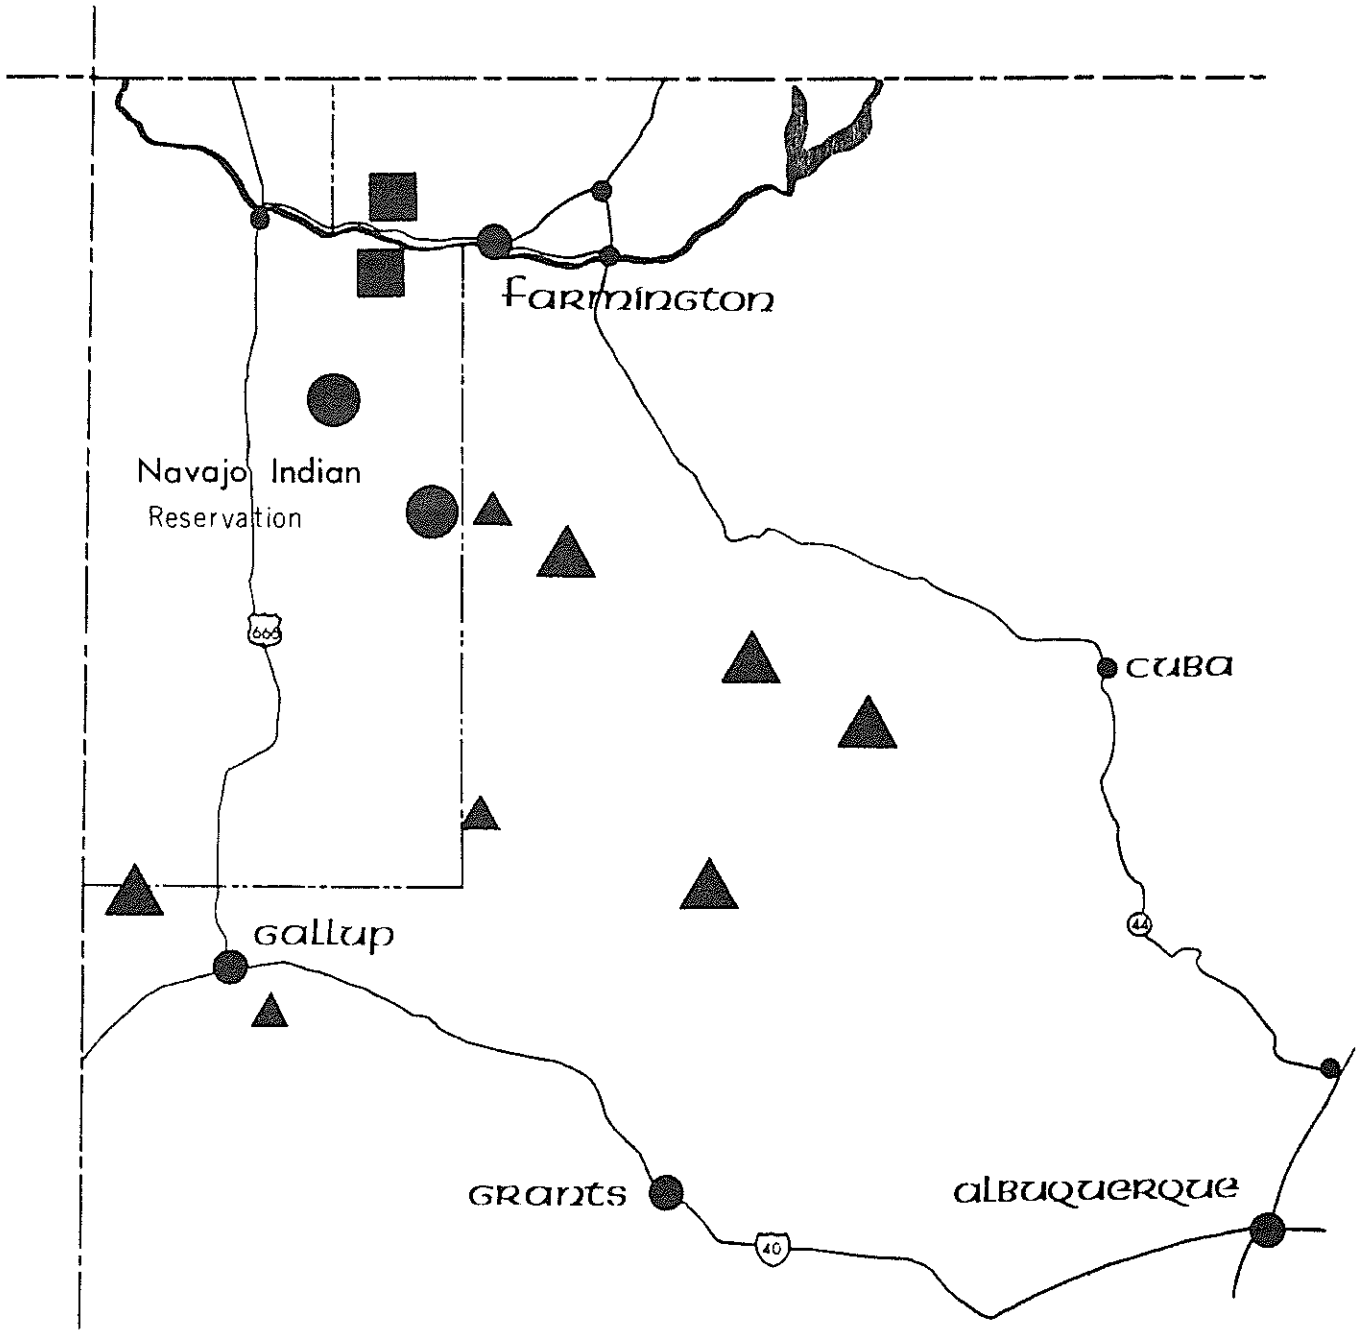 Farmington
Navajo Indian
Reservation
666
Cuba
44
Gallup
Grants
Albuquerque
40